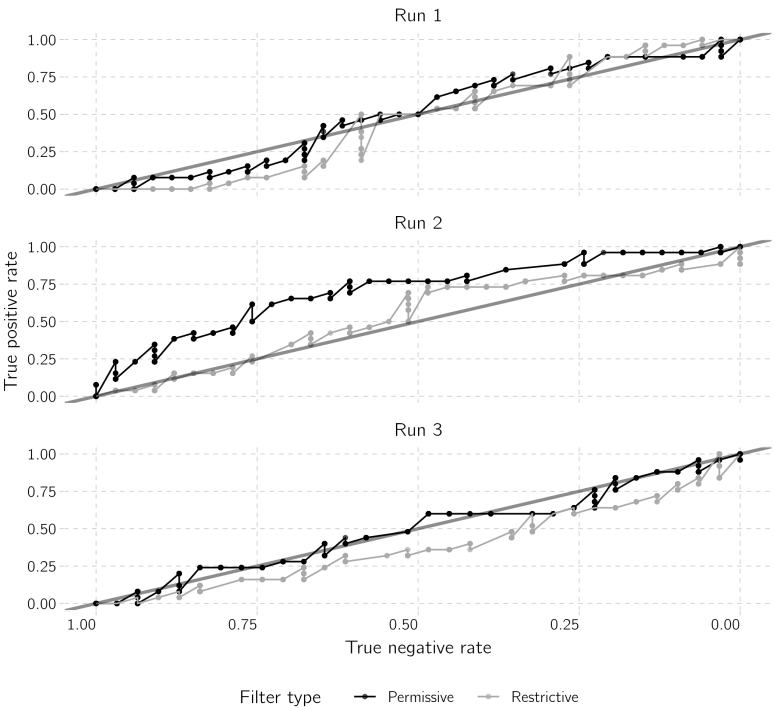 Run 1
1.00
0.75
0.50
0.25
0.00
Run 2
1.00
0.75
0.50
0.25
0.00
True positive rate
Run 3
1.00
0.75
0.50
0.25
0.00
1.00 0.75 0.50 0.25 0.00
True negative rate
Filter type Permissive Restrictive